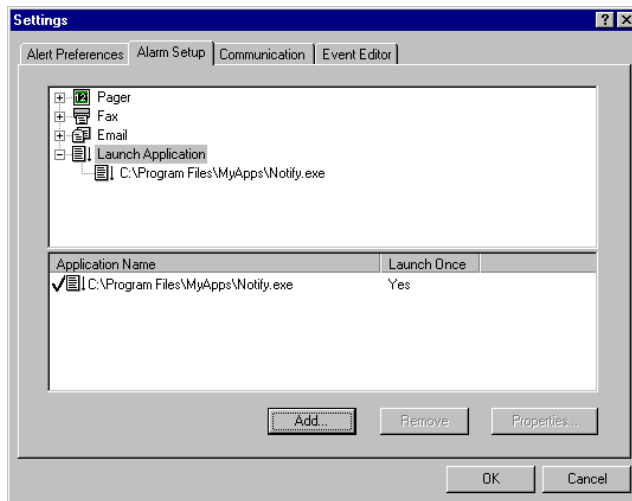 Settings
Alert Preferences Alarm Setup Communication Event Editor
12 Pager
Fax
Email
Launch Application
C:\Program Files\MyApps\Notify.exe
Application Name Launch Once
C:\Program Files\MyApps\Notify.exe Yes
Add... Remove Properties...
OK Cancel